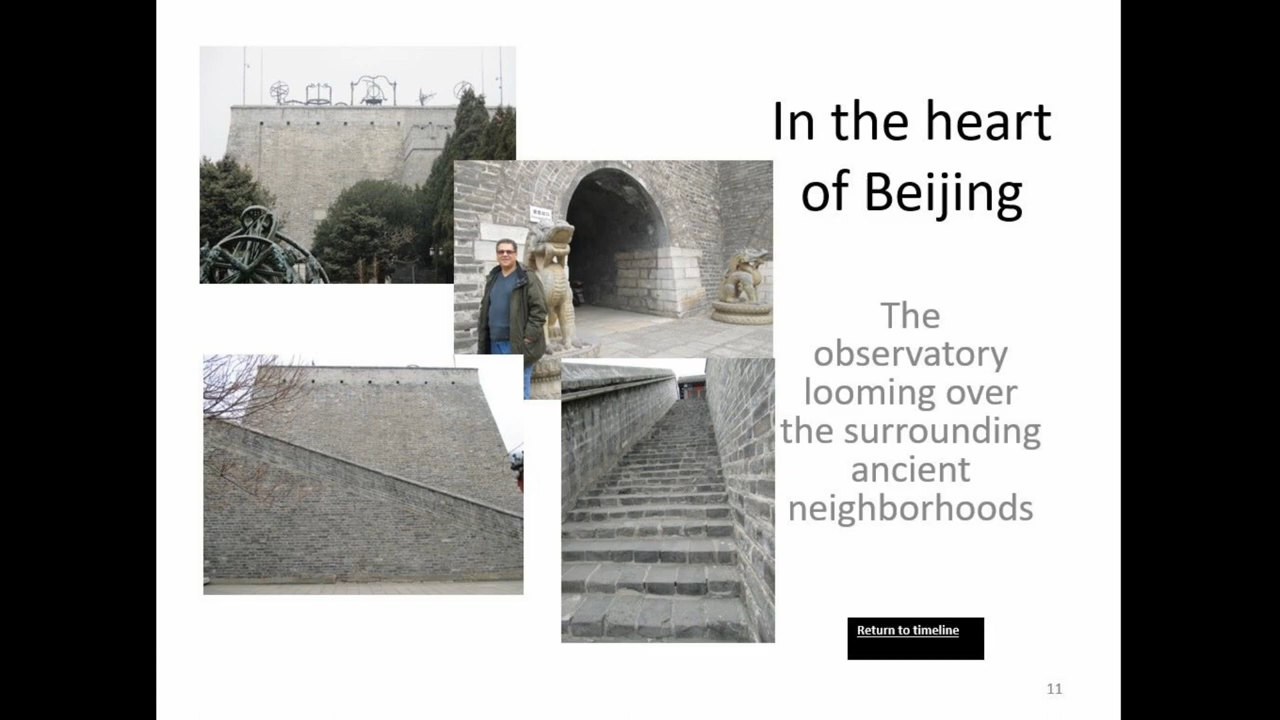 In the heart
of Beijing
The
observatory
looming over
the surrounding
ancient
neighborhoods
Return to timeline
11